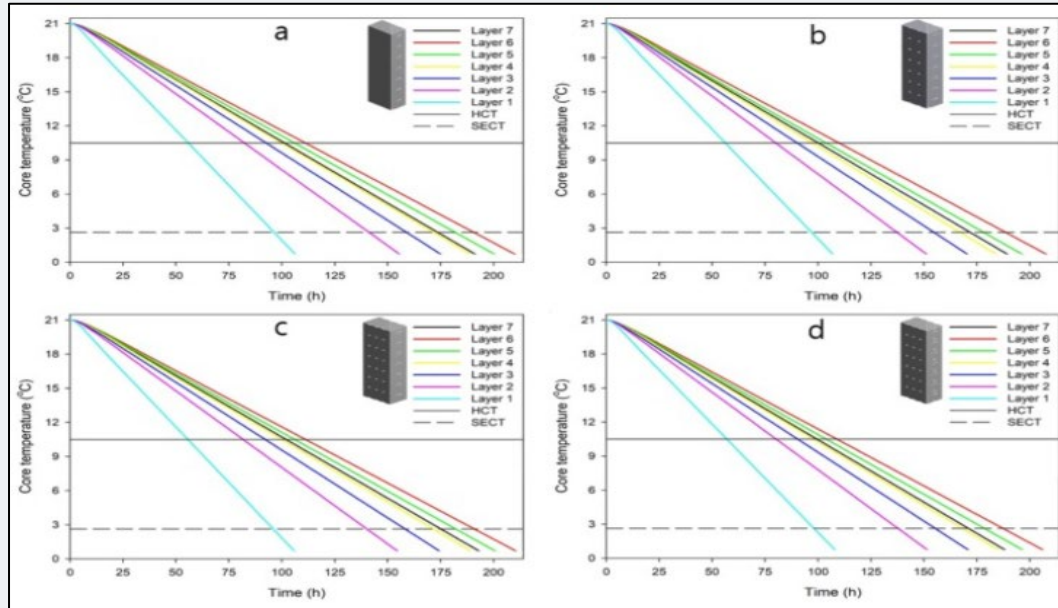 a
Layer 7
Layer 6
Layer 5
Layer 4
Layer 3
Layer 2
Layer 1
HCT
SECT
21
18
15
12
9
6
3
0
Core temperature (°C)
0 25 50 75 100 125 150 175 200
Time (h)
b
Layer 7
Layer 6
Layer 5
Layer 4
Layer 3
Layer 2
Layer 1
HCT
SECT
21
18
15
12
9
6
3
0
Core temperature (°C)
0 25 50 75 100 125 150 175 200
Time (h)
c
Layer 7
Layer 6
Layer 5
Layer 4
Layer 3
Layer 2
Layer 1
HCT
SECT
21
18
15
12
9
6
3
0
Core temperature (°C)
0 25 50 75 100 125 150 175 200
Time (h)
d
Layer 7
Layer 6
Layer 5
Layer 4
Layer 3
Layer 2
Layer 1
HCT
SECT
21
18
15
12
9
6
3
0
Core temperature (°C)
0 25 50 75 100 125 150 175 200
Time (h)